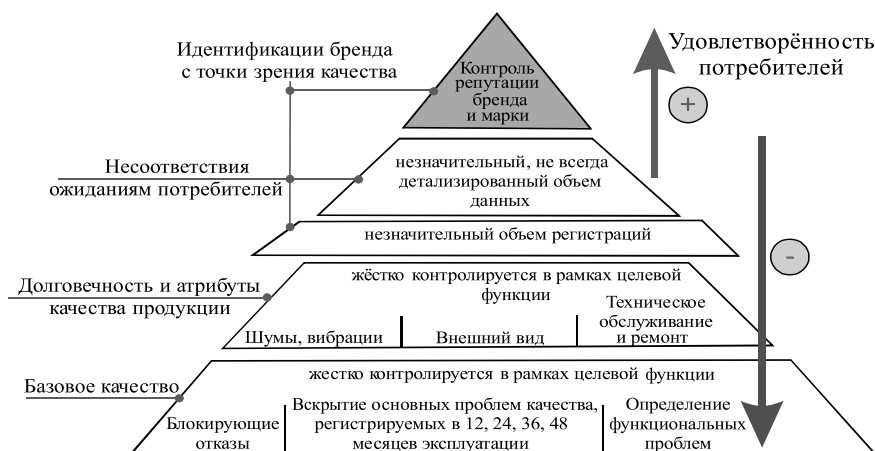 Идентификации бренда
с точки зрения качества
Контроль
репутации
бренда
и марки
Удовлетворённость
потребителей
+
Несоответствия
ожиданиям потребителей
незначительный, не всегда
детализированный объем
данных
незначительный объем регистраций
-
Долговечность и атрибуты
качества продукции
жёстко контролируется в рамках целевой
функции
Шумы, вибрации
Внешний вид
Техническое
обслуживание
и ремонт
Базовое качество
жестко контролируется в рамках целевой функции
Блокирующие
отказы
Вскрытие основных проблем качества,
регистрируемых в 12, 24, 36, 48
месяцев эксплуатации
Определение
функциональных
проблем